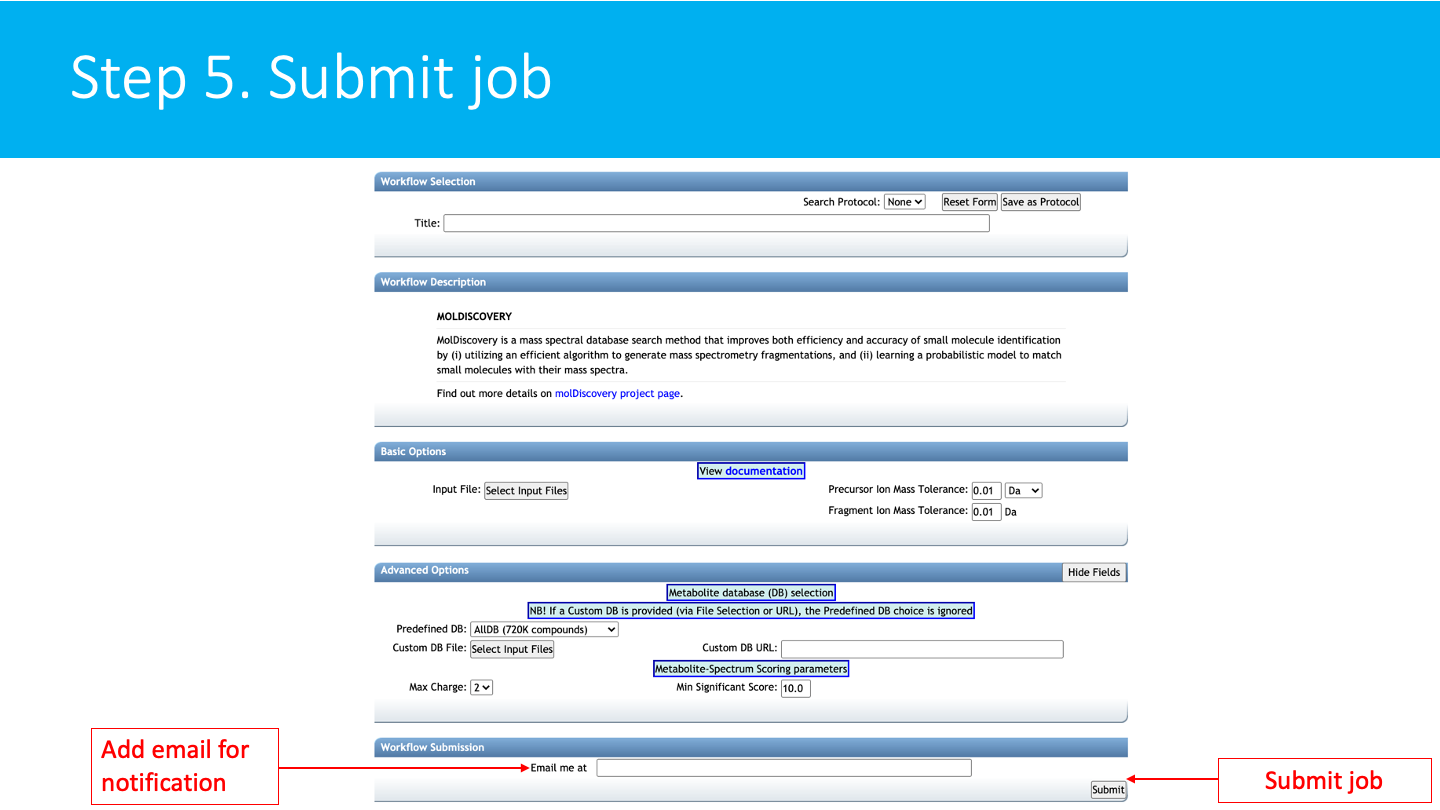 Step 5. Submit job
Workflow Selection
Search Protocol: None Reset Form Save as Protocol
Title:
Workflow Description
MOLDISCOVERY
MolDiscovery is a mass spectral database search method that improves both efficiency and accuracy of small molecule identification
by (i) utilizing an efficient algorithm to generate mass spectrometry fragmentations, and (ii) learning a probabilistic model to match
small molecules with their mass spectra.
Find out more details on molDiscovery project page.
Basic Options
View documentation
Input File: Select Input Files Precursor Ion Mass Tolerance: 0.01 Da
Fragment Ion Mass Tolerance: 0.01 Da
Advanced Options Hide Fields
Metabolite database (DB) selection
NB! If a Custom DB is provided (via File Selection or URL), the Predefined DB choice is ignored
Predefined DB: AllDB (720K compounds)
Custom DB File: Select Input Files Custom DB URL:
Metabolite-Spectrum Scoring parameters
Max Charge: 2 Min Significant Score: 10.0
Workflow Submission
Add email for
notification
Email me at
Submit
Submit job